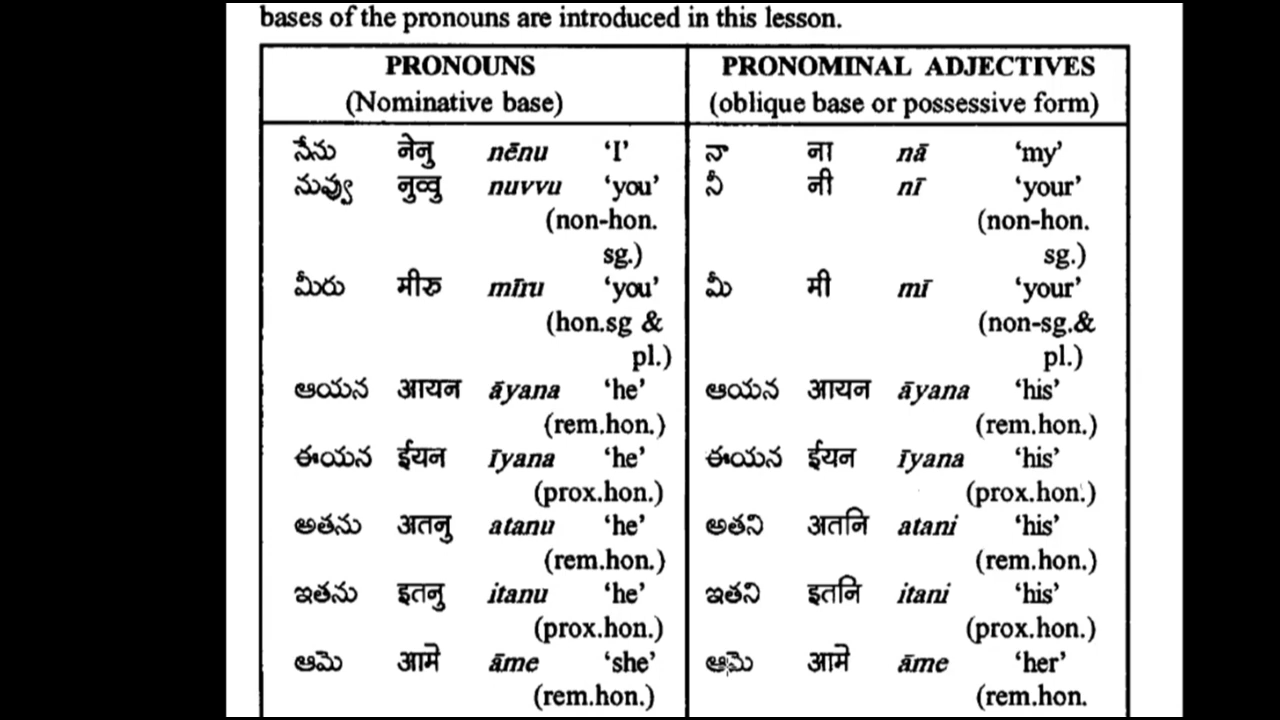 bases of the pronouns are introduced in this lesson.
PRONOUNS PRONOMINAL ADJECTIVES
(Nominative base) (oblique base or possessive form)
నేను नेनु nēnu ‘I’ నా ना nā ‘my’
నువ్వు नुव्वु nuvvu ‘you’ నీ नी nī ‘your’
(non-hon. (non-hon.
sg.) sg.)
మీరు मीरु mīru ‘you’ మీ मी mī ‘your’
(hon.sg & (non-sg.&
pl.) pl.)
ఆయన आयन āyana ‘he’ ఆయన आयन āyana ‘his’
(rem.hon.) (rem.hon.)
ఈయన ईयन īyana ‘he’ ఈయన ईयन īyana ‘his’
(prox.hon.) (prox.hon.)
అతను अतनु atanu ‘he’ అతని अतनि atani ‘his’
(rem.hon.) (rem.hon.)
ఇతను इतनु itanu ‘he’ ఇతని इतनि itani ‘his’
(prox.hon.) (prox.hon.)
ఆమె आमे āme ‘she’ ఆమె आमे āme ‘her’
(rem.hon.) (rem.hon.